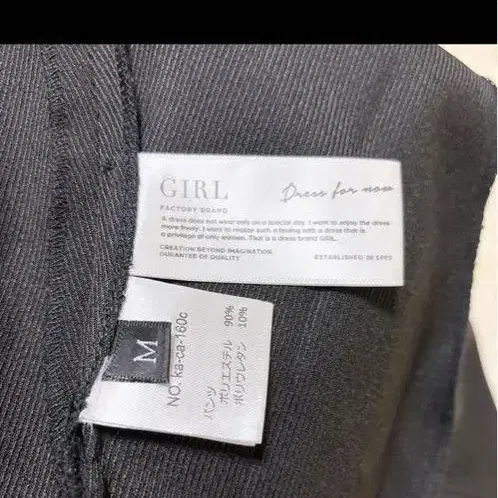 GIRL
Dress for now
FACTORY BRAND
A dress does not wear only on a special day. I want to enjoy the dress
more freely. I want to realize such a feeling with a dress that is
a privilege of only women. That is a dress brand GIRL.
CREATION BEYOND IMAGINATION.
GUARANTEE OF QUALITY
ESTABLISHED IN 1995
M
NO. ka-ca-160c
パンツ
ポリエステル 90%
ポリウレタン 10%